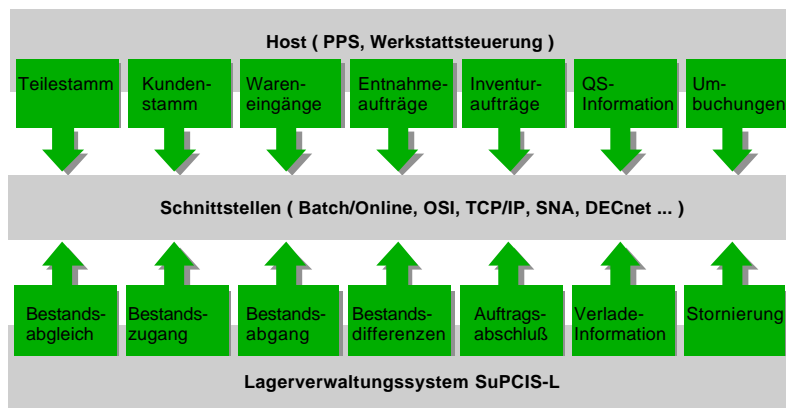 Host ( PPS, Werkstattsteuerung )
Teilestamm
Kunden-
stamm
Waren-
eingänge
Entnahme-
aufträge
Inventur-
aufträge
QS-
Information
Um-
buchungen
Schnittstellen ( Batch/Online, OSI, TCP/IP, SNA, DECnet ... )
Bestands-
abgleich
Bestands-
zugang
Bestands-
abgang
Bestands-
differenzen
Auftrags-
abschluß
Verlade-
Information
Stornierung
Lagerverwaltungssystem SuPCIS-L